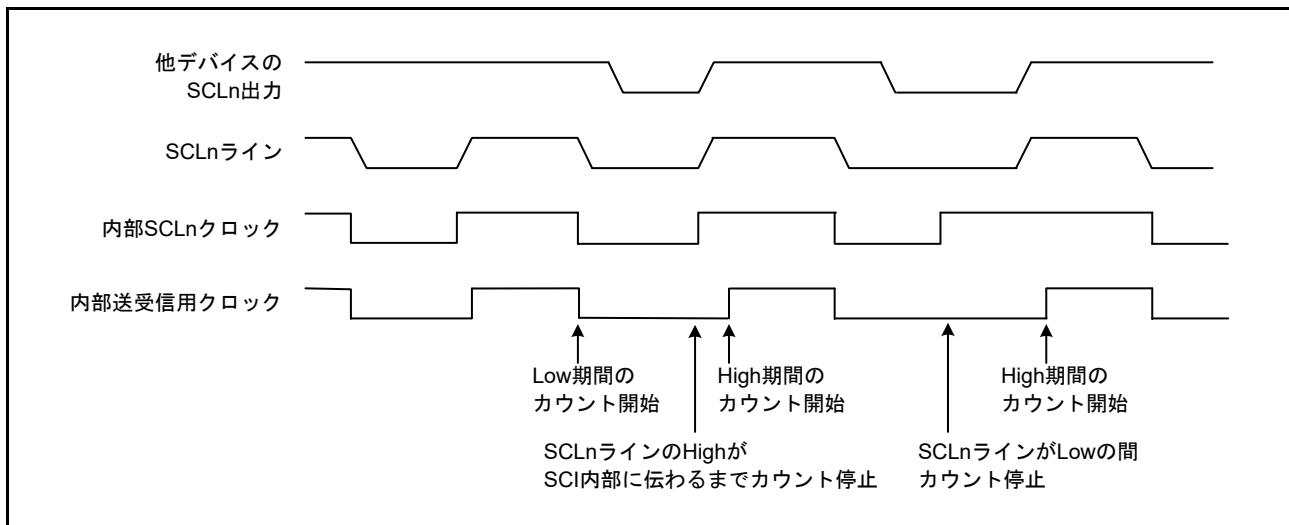 他デバイスの
SCLn出力
SCLnライン
内部SCLnクロック
内部送受信用クロック
Low期間の
カウント開始
High期間の
カウント開始
High期間の
カウント開始
SCLnラインのHighが
SCI内部に伝わるまでカウント停止
SCLnラインがLowの間
カウント停止